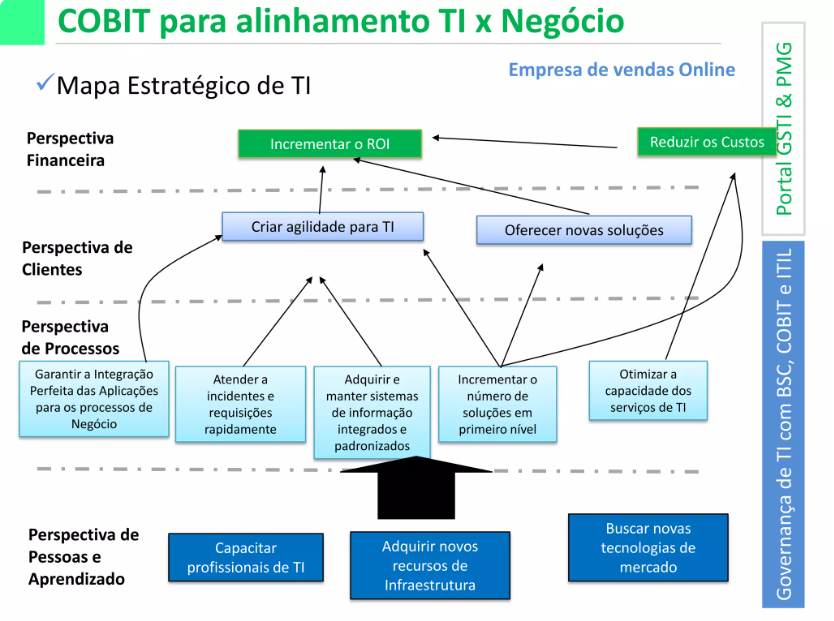 COBIT para alinhamento TI x Negócio
Empresa de vendas Online
Mapa Estratégico de TI
Perspectiva
Financeira
Incrementar o ROI
Reduzir os Custos
Perspectiva de
Clientes
Criar agilidade para TI
Oferecer novas soluções
Perspectiva
de Processos
Garantir a Integração
Perfeita das Aplicações
para os processos de
Negócio
Atender a
incidentes e
requisições
rapidamente
Adquirir e
manter sistemas
de informação
integrados e
padronizados
Incrementar o
número de
soluções em
primeiro nível
Otimizar a
capacidade dos
serviços de TI
Perspectiva de
Pessoas e
Aprendizado
Capacitar
profissionais de TI
Adquirir novos
recursos de
Infraestrutura
Buscar novas
tecnologias de
mercado
Portal GSTI & PMG
Governança de TI com BSC, COBIT e ITIL